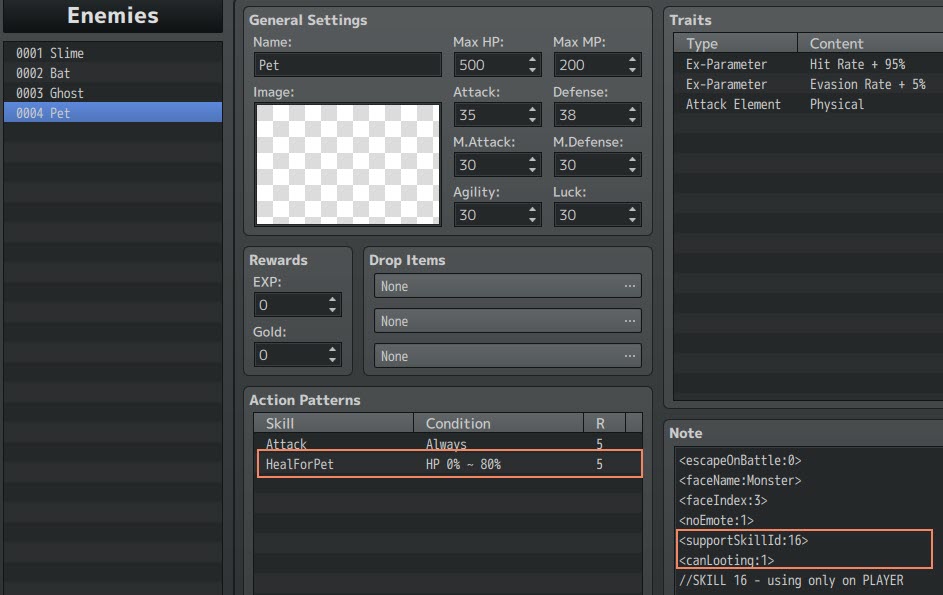 Enemies
0001 Slime
0002 Bat
0003 Ghost
0004 Pet
General Settings
Name:
Pet
Max HP:
500
Max MP:
200
Image:
Attack:
35
Defense:
38
M.Attack:
30
M.Defense:
30
Agility:
30
Luck:
30
Rewards
EXP:
0
Gold:
0
Drop Items
None ...
None ...
None ...
Action Patterns
Skill Condition R
Attack Always 5
HealForPet HP 0% ~ 80% 5
Traits
Type Content
Ex-Parameter Hit Rate + 95%
Ex-Parameter Evasion Rate + 5%
Attack Element Physical
Note
<escapeOnBattle:0>
<faceName:Monster>
<faceIndex:3>
<noEmote:1>
<supportSkillId:16>
<canLooting:1>
//SKILL 16 - using only on PLAYER